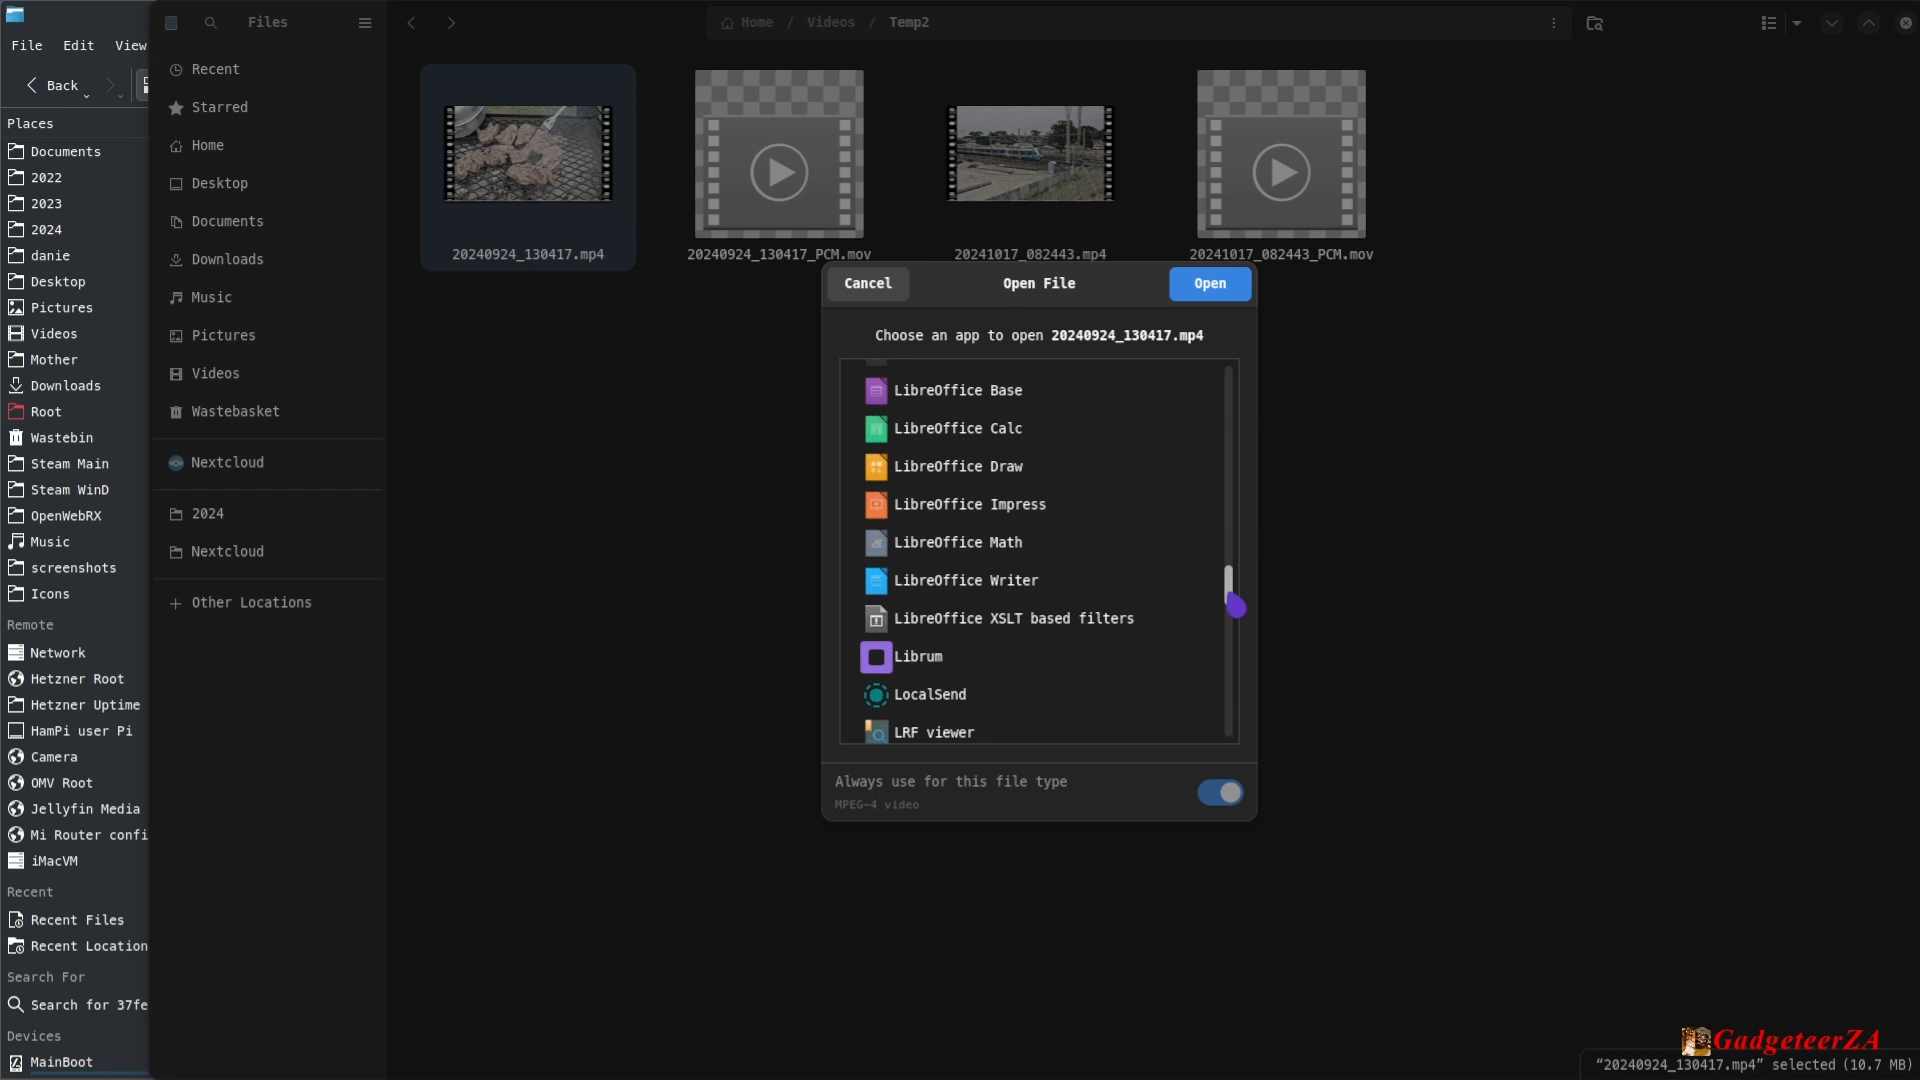 File Edit View
Back
Places
Documents
2022
2023
2024
danie
Desktop
Pictures
Videos
Mother
Downloads
Root
Wastebin
Steam Main
Steam WinD
OpenWebRX
Music
screenshots
Icons
Remote
Network
Hetzner Root
Hetzner Uptime
HamPi user Pi
Camera
OMV Root
Jellyfin Media
Mi Router confi
iMacVM
Recent
Recent Files
Recent Location
Search For
Search for 37fe
Devices
MainBoot
Files
Recent
Starred
Home
Desktop
Documents
Downloads
Music
Pictures
Videos
Wastebasket
Nextcloud
2024
Nextcloud
Other Locations
Home / Videos / Temp2
20240924_130417.mp4
20240924_130417_PCM.mov
20241017_082443.mp4
20241017_082443_PCM.mov
Cancel Open File Open
Choose an app to open 20240924_130417.mp4
LibreOffice Base
LibreOffice Calc
LibreOffice Draw
LibreOffice Impress
LibreOffice Math
LibreOffice Writer
LibreOffice XSLT based filters
Librum
LocalSend
LRF viewer
Always use for this file type
MPEG-4 video
GadgeteerZA
“20240924_130417.mp4” selected (10.7 MB)